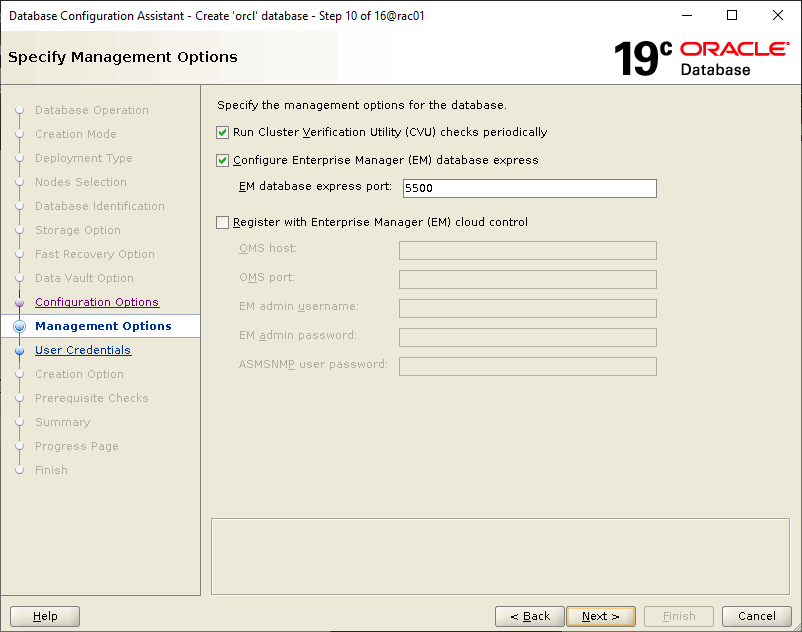 Database Configuration Assistant - Create 'orcl' database - Step 10 of 16@rac01
Specify Management Options
19c ORACLE
Database
Database Operation
Creation Mode
Deployment Type
Nodes Selection
Database Identification
Storage Option
Fast Recovery Option
Data Vault Option
Configuration Options
Management Options
User Credentials
Creation Option
Prerequisite Checks
Summary
Progress Page
Finish
Specify the management options for the database.
Run Cluster Verification Utility (CVU) checks periodically
Configure Enterprise Manager (EM) database express
EM database express port: 5500
Register with Enterprise Manager (EM) cloud control
OMS host:
OMS port:
EM admin username:
EM admin password:
ASMSNMP user password:
Help
< Back
Next >
Finish
Cancel